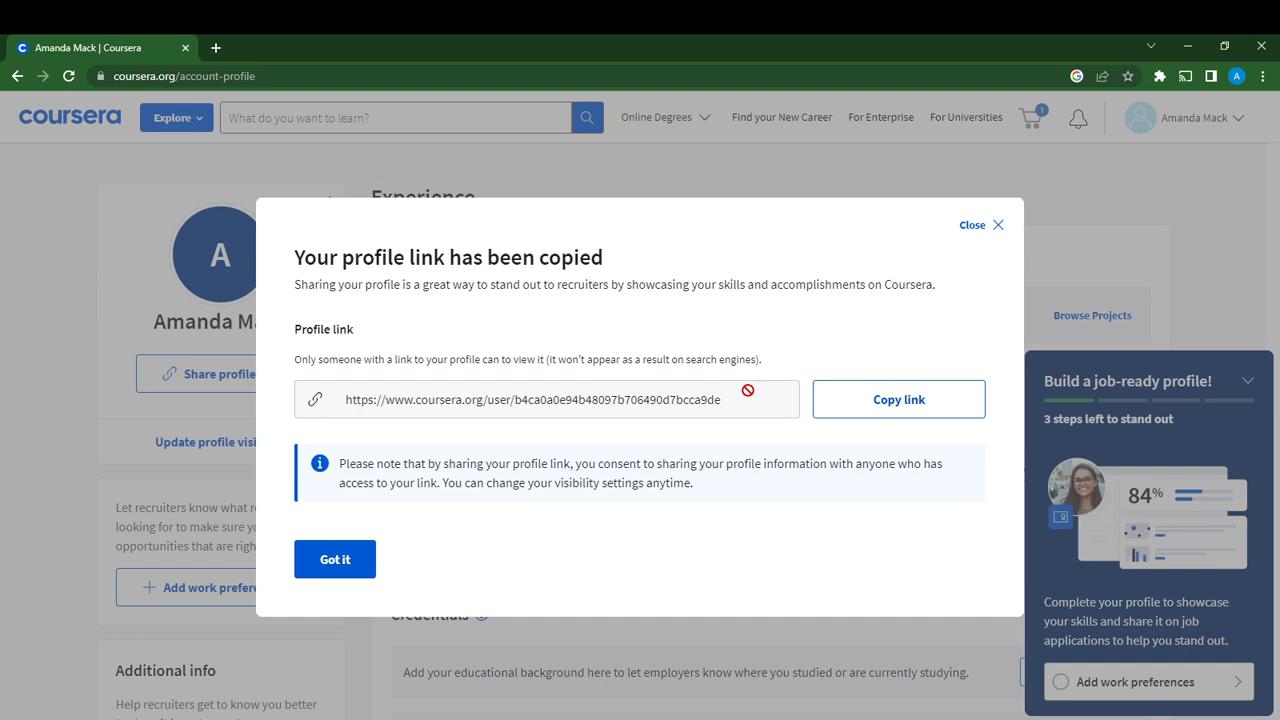 Amanda Mack | Coursera
coursera.org/account-profile
A
coursera
Explore
What do you want to learn?
Online Degrees
Find your New Career
For Enterprise
For Universities
1
Amanda Mack
Experience
A
Amanda Ma
Share profile
Update profile visi
Let recruiters know what r
looking for to make sure yo
opportunities that are righ
Add work prefere
Additional info
Help recruiters get to know you better
Close
Your profile link has been copied
Sharing your profile is a great way to stand out to recruiters by showcasing your skills and accomplishments on Coursera.
Profile link
Only someone with a link to your profile can to view it (it won't appear as a result on search engines).
https://www.coursera.org/user/b4ca0a0e94b48097b706490d7bcca9de
Copy link
Please note that by sharing your profile link, you consent to sharing your profile information with anyone who has
access to your link. You can change your visibility settings anytime.
Got it
Browse Projects
Credentials
Add your educational background here to let employers know where you studied or are currently studying.
Build a job-ready profile!
3 steps left to stand out
84%
Complete your profile to showcase
your skills and share it on job
applications to help you stand out.
Add work preferences